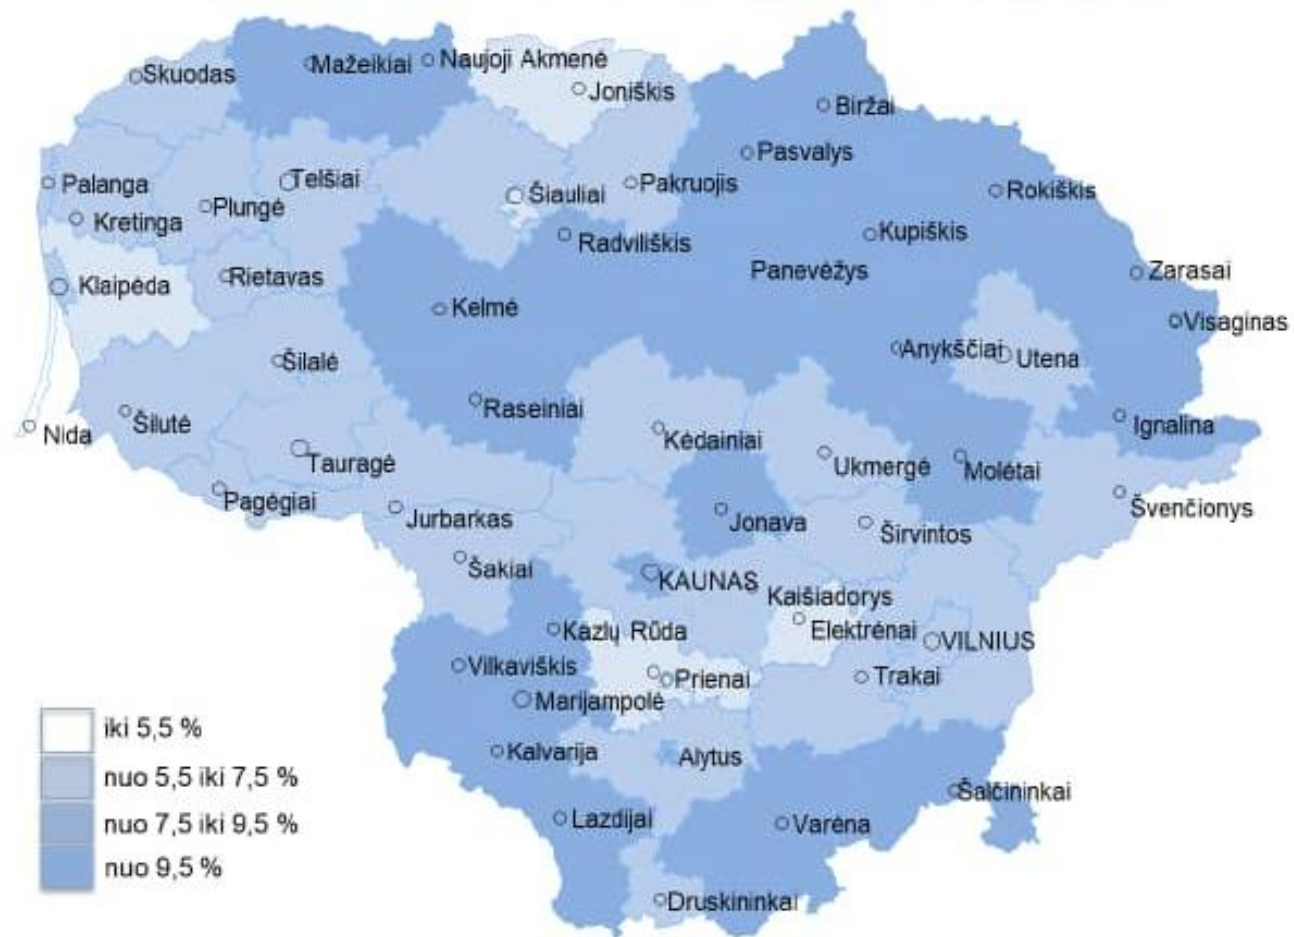 Skuodas
Mažeikiai
Naujoji Akmenė
Joniškis
Biržai
Pasvalys
Palanga
Telšiai
Šiauliai
Pakruojis
Rokiškis
Kretinga
Plungė
Radviliškis
Kupiškis
Klaipėda
Rietavas
Panevėžys
Zarasai
Kelmė
Visaginas
Šilalė
Anykščiai
Utena
Nida
Šilutė
Raseiniai
Kėdainiai
Ignalina
Tauragė
Ukmergė
Molėtai
Pagėgiai
Jurbarkas
Jonava
Širvintos
Švenčionys
Šakiai
KAUNAS
Kaišiadorys
Kazlų Rūda
Elektrėnai
VILNIUS
Vilkaviškis
Prienai
Trakai
Marijampolė
Kalvarija
Alytus
Šalčininkai
Lazdijai
Varėna
Druskininkai
iki 5,5 %
nuo 5,5 iki 7,5 %
nuo 7,5 iki 9,5 %
nuo 9,5 %